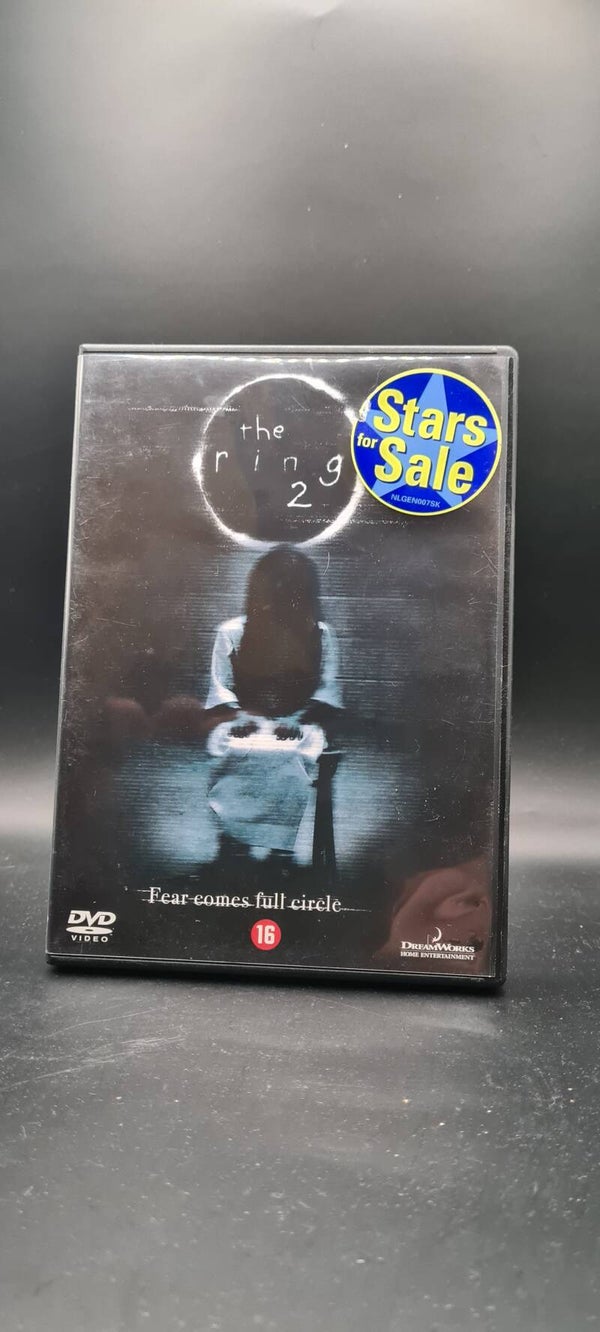 the
ring
2
Stars
for
Sale
NLGEN007SK
Fear comes full circle
DVD
VIDEO
16
DREAMWORKS
HOME ENTERTAINMENT